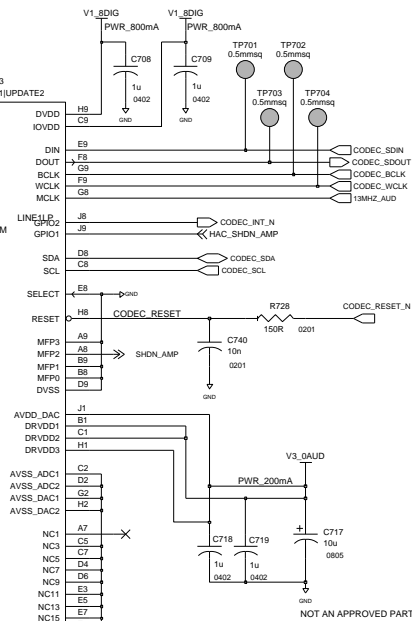 V1_8DIG V1_8DIG
PWR_800mA PWR_800mA
TP701 TP702
0.5mmsq 0.5mmsq
C708 C709
1u 1u
0402 0402
TP703 TP704
0.5mmsq 0.5mmsq
GND GND
3
1|UPDATE2
DVDD H9
IOVDD C9
DIN E9 CODEC_SDIN
DOUT F8 CODEC_SDOUT
BCLK G9 CODEC_BCLK
WCLK F9 CODEC_WCLK
MCLK G8 13MHZ_AUD
LINE1LP
GPIO2 J8 CODEC_INT_N
M GPIO1 J9 HAC_SHDN_AMP
SDA D8 CODEC_SDA
SCL C8 CODEC_SCL
SELECT E8 GND
RESET H8 CODEC_RESET R728 CODEC_RESET_N
150R 0201
C740
10n
0201
GND
MFP3 A9
MFP2 A8 SHDN_AMP
MFP1 B9
MFP0 B8
DVSS D9
AVDD_DAC J1
DRVDD1 B1
DRVDD2 C1
DRVDD3 H1
V3_0AUD
PWR_200mA
AVSS_ADC1 C2
AVSS_ADC2 D2
AVSS_DAC1 G2
AVSS_DAC2 H2
NC1 A7
NC3 C5
NC5 C7
NC7 D4
NC9 D6
NC11 E3
NC13 E5
NC15 E7
C718 C719 + C717
1u 1u 10u
0402 0402 0805
GND
NOT AN APPROVED PART